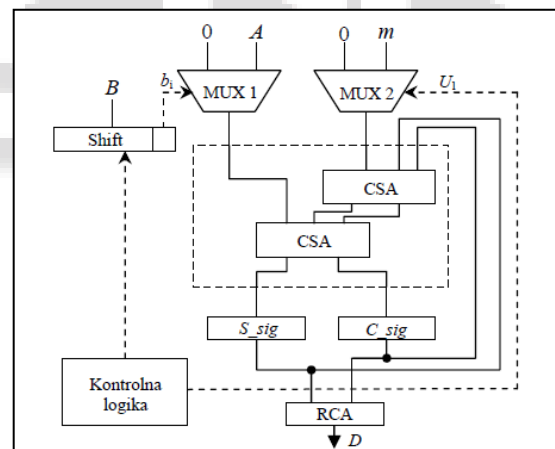 0 A 0 m
B
b_i
MUX 1
MUX 2
U_1
Shift
CSA
CSA
S_sig
C_sig
Kontrolna
logika
RCA
D